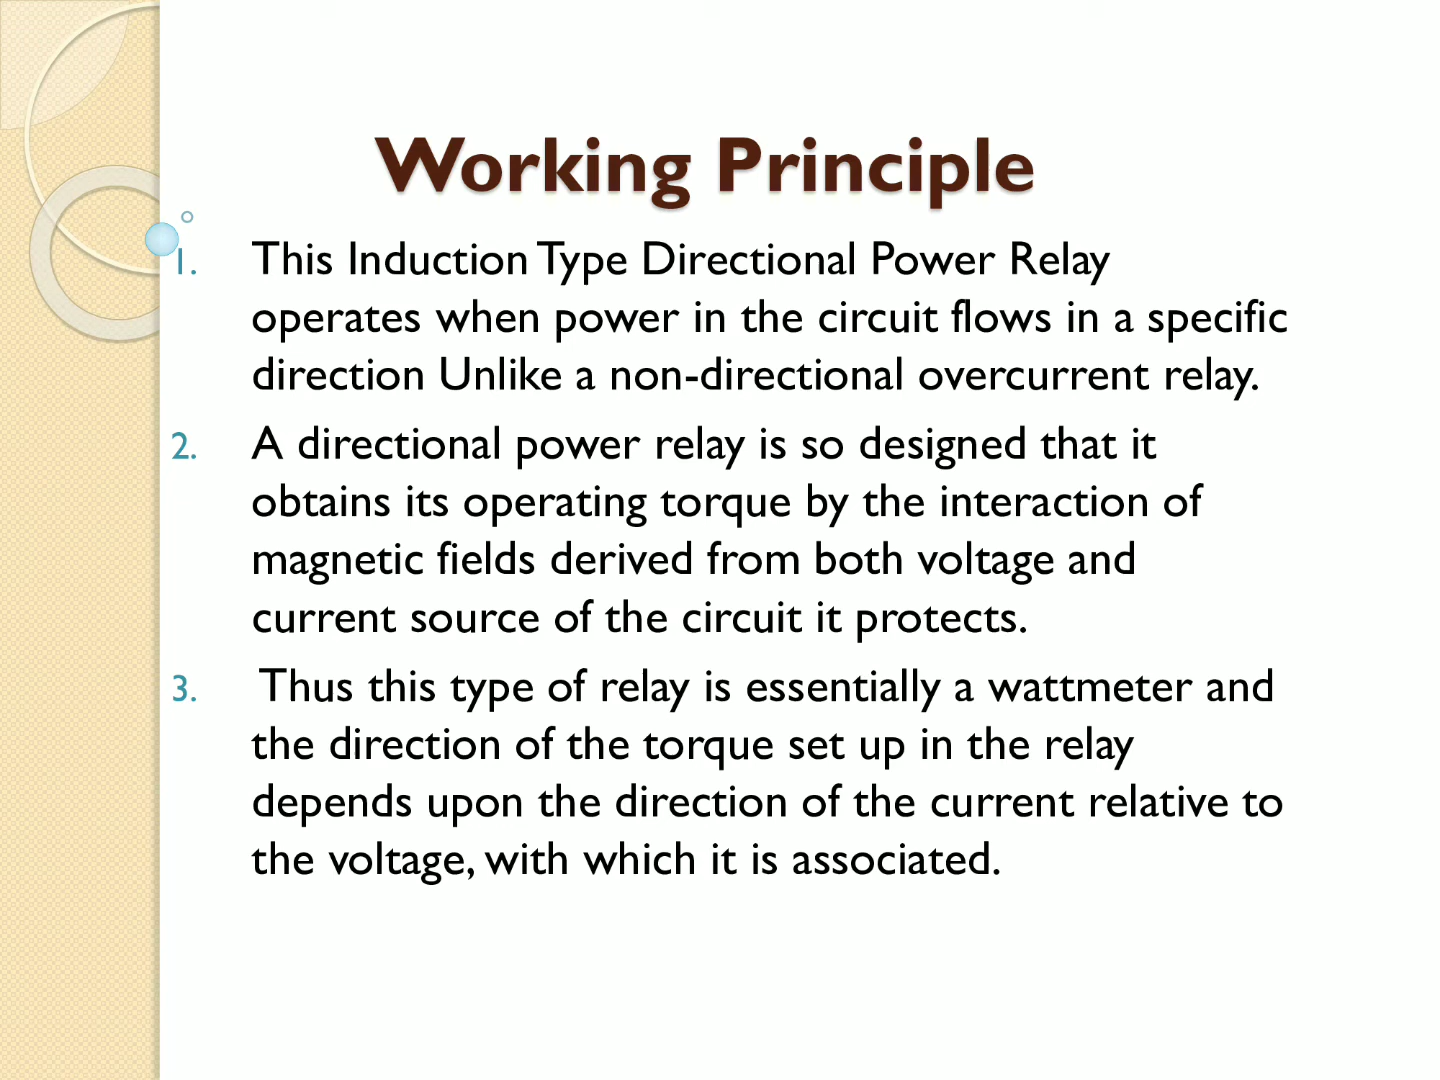 Working Principle
1. This Induction Type Directional Power Relay
operates when power in the circuit flows in a specific
direction Unlike a non-directional overcurrent relay.
2. A directional power relay is so designed that it
obtains its operating torque by the interaction of
magnetic fields derived from both voltage and
current source of the circuit it protects.
3. Thus this type of relay is essentially a wattmeter and
the direction of the torque set up in the relay
depends upon the direction of the current relative to
the voltage, with which it is associated.